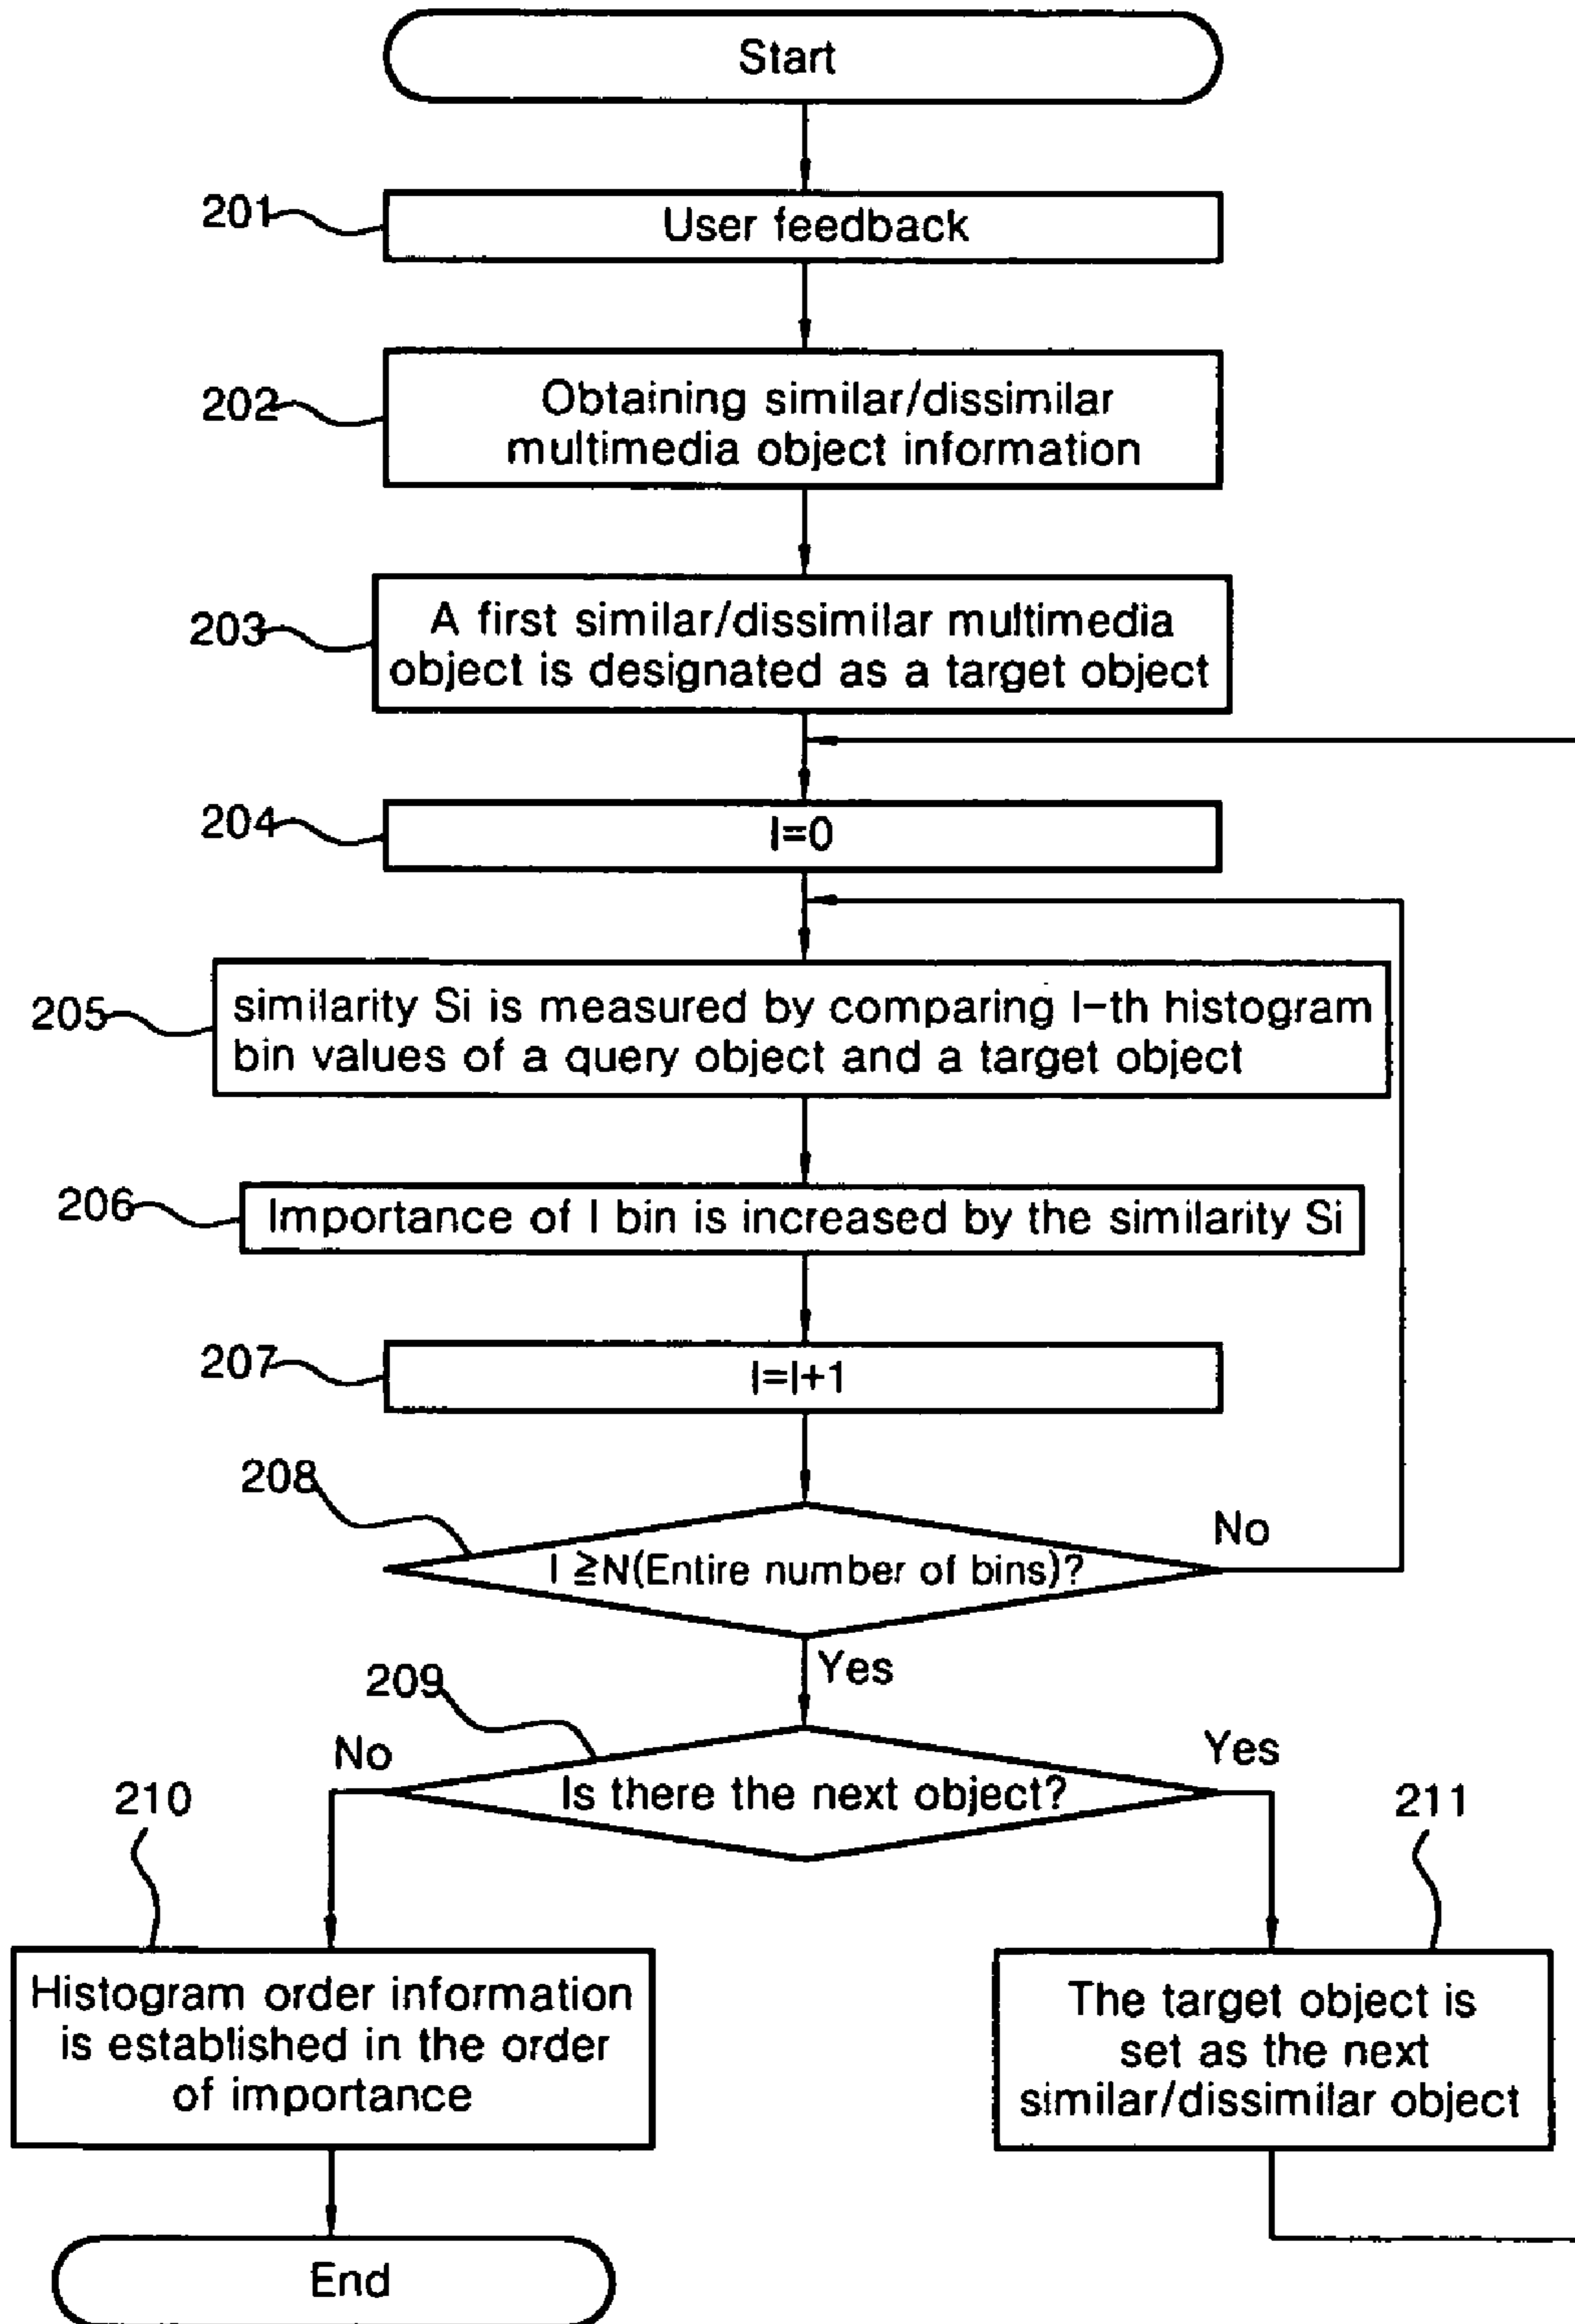 Start
201
User feedback
202
Obtaining similar/dissimilar
multimedia object information
203
A first similar/dissimilar multimedia
object is designated as a target object
204
I=0
205
similarity Si is measured by comparing I-th histogram
bin values of a query object and a target object
206
Importance of I bin is increased by the similarity Si
207
I=I+1
208
No
I ≧N(Entire number of bins)?
Yes
209
No
Yes
Is there the next object?
210
211
Histogram order information
is established in the order
of importance
The target object is
set as the next
similar/dissimilar object
End